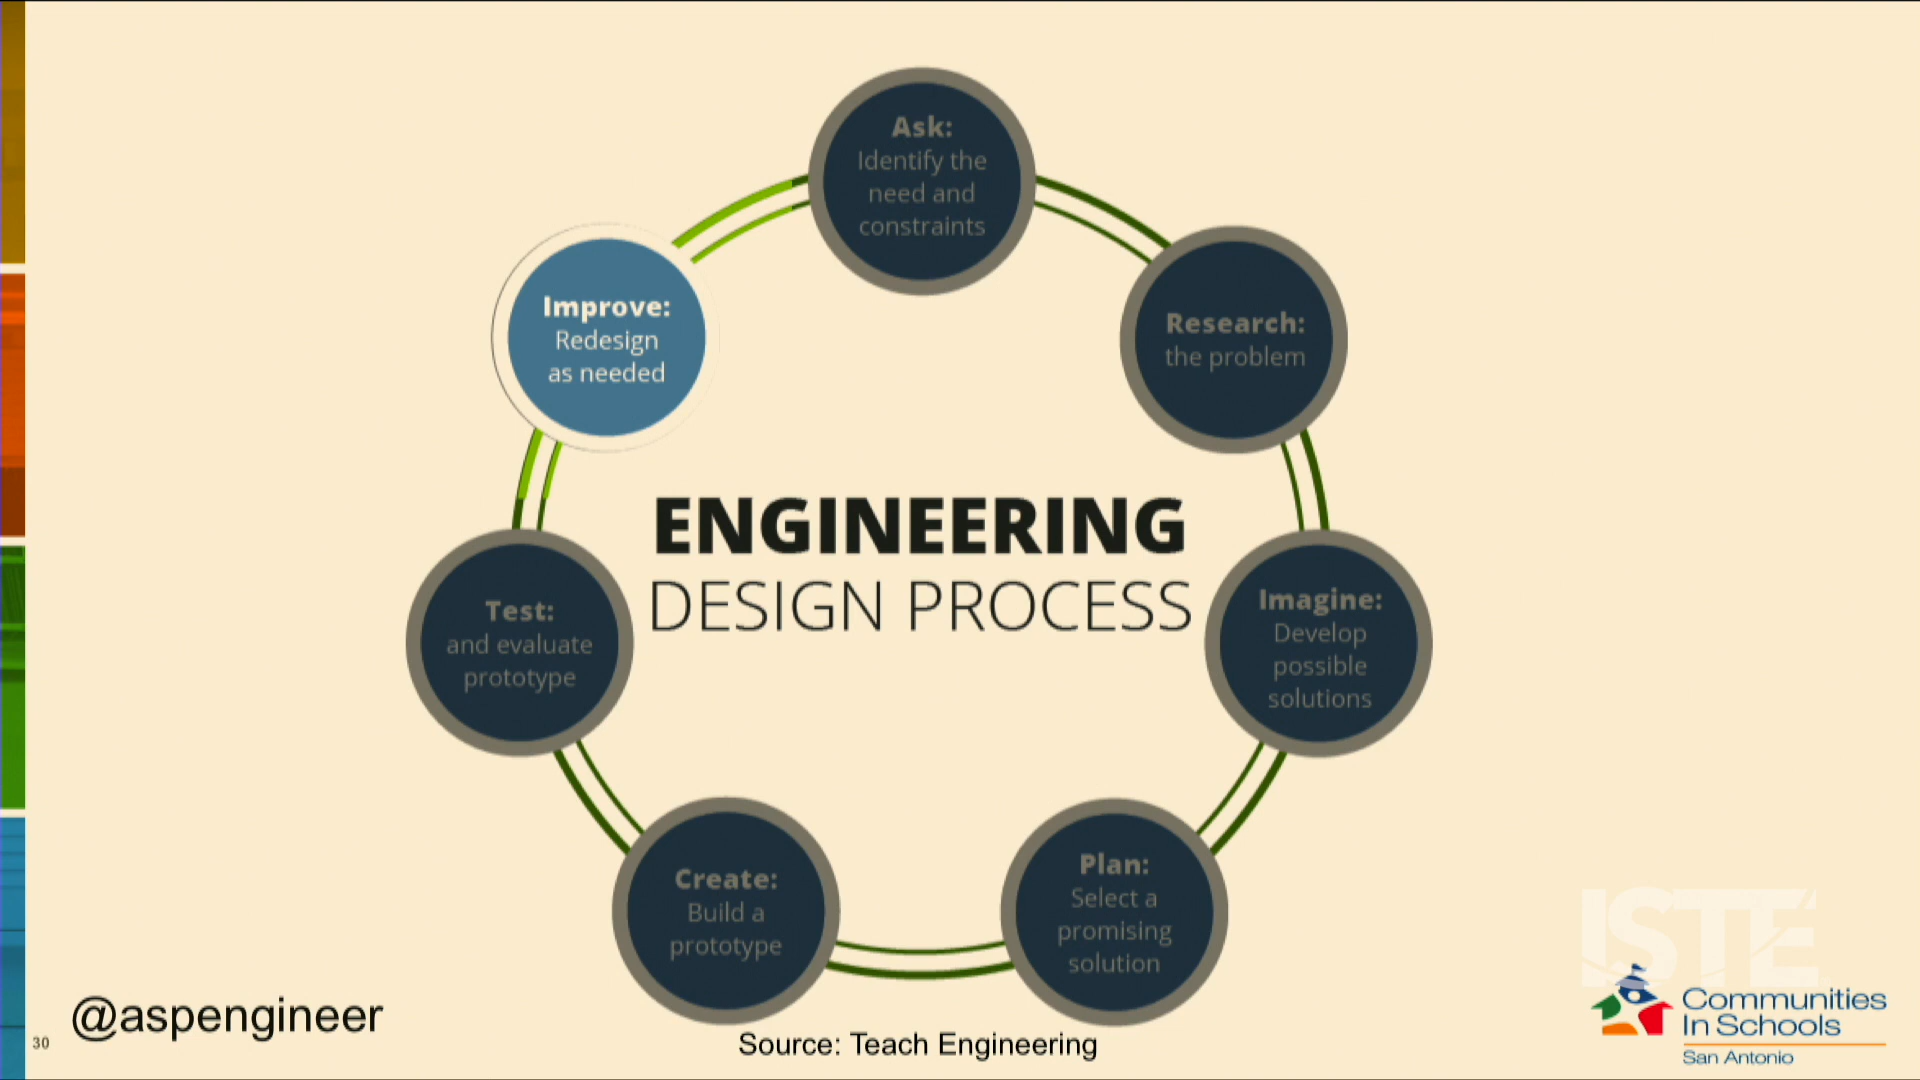 Ask:
Identify the
need and
constraints
Research:
the problem
Imagine:
Develop
possible
solutions
Plan:
Select a
promising
solution
Create:
Build a
prototype
Test:
and evaluate
prototype
Improve:
Redesign
as needed
ENGINEERING
DESIGN PROCESS
ISTE
Communities
In Schools
San Antonio
@aspengineer
30
Source: Teach Engineering